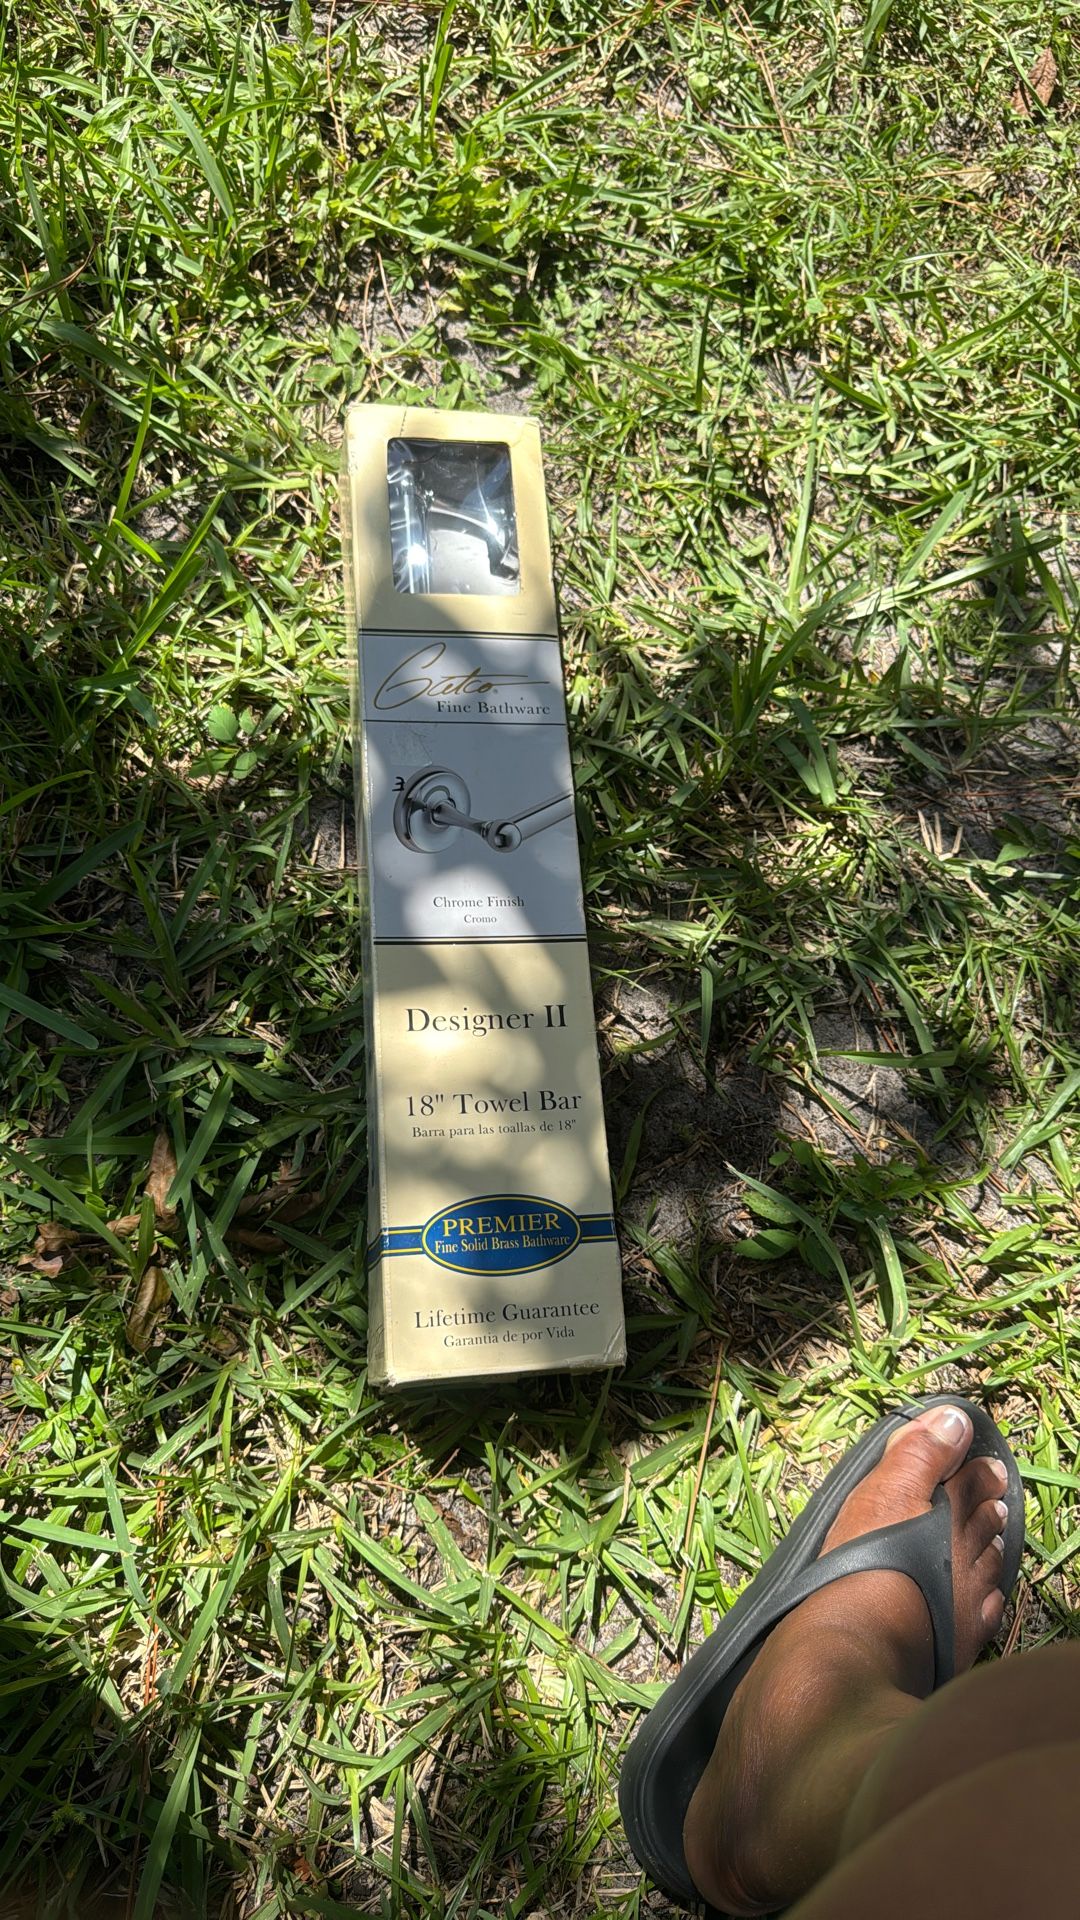 Gatco®
Fine Bathware
3
Chrome Finish
Cromo
Designer II
18" Towel Bar
Barra para las toallas de 18"
PREMIER
Fine Solid Brass Bathware
Lifetime Guarantee
Garantia de por Vida